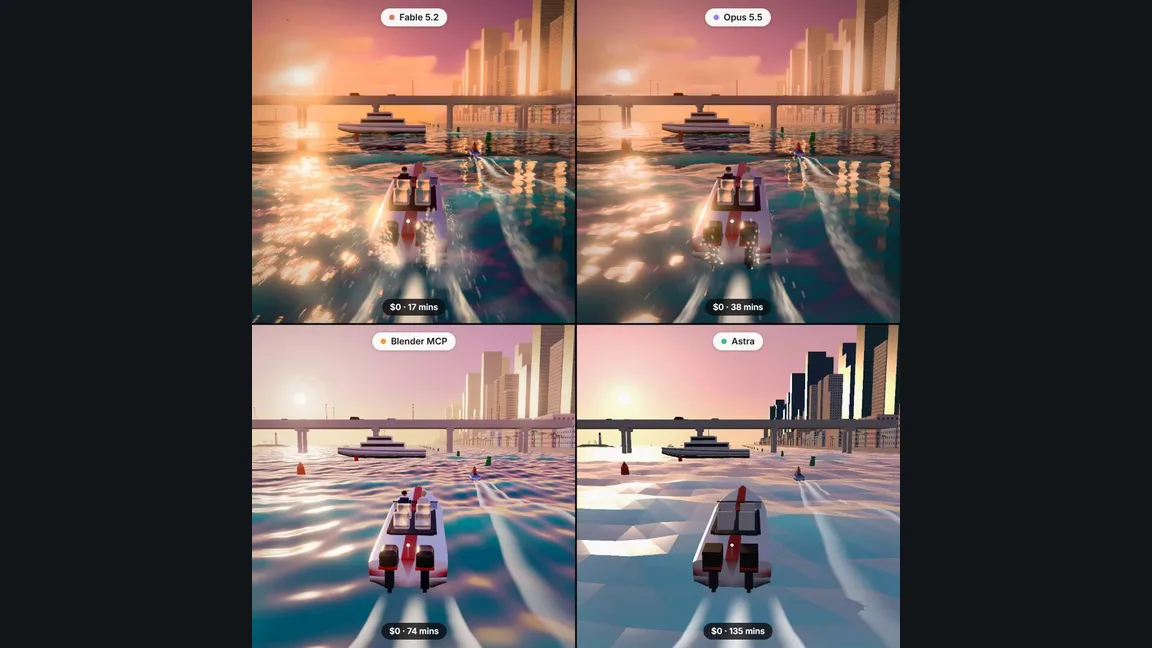 Fable 5.2
Opus 5.5
$0 · 17 mins
$0 · 38 mins
Blender MCP
Astra
$0 · 74 mins
$0 · 135 mins